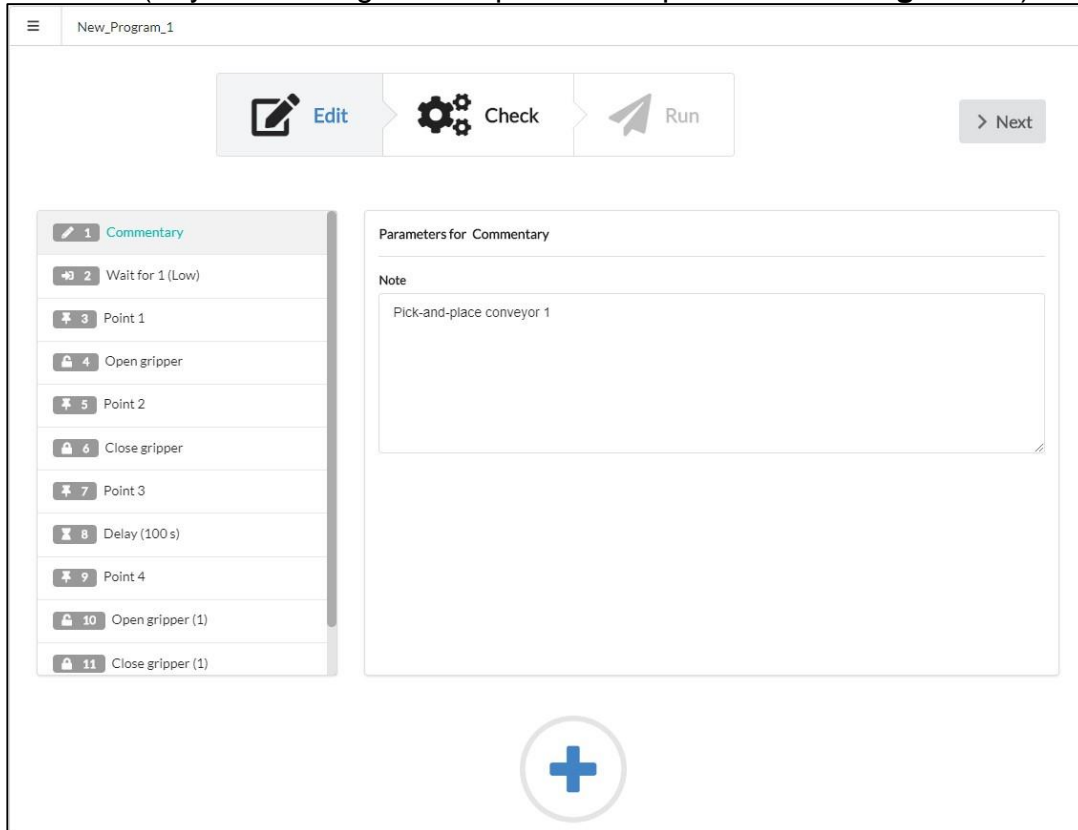 New_Program_1
Edit
Check
Run
> Next
1 Commentary
2 Wait for 1 (Low)
3 Point 1
4 Open gripper
5 Point 2
6 Close gripper
7 Point 3
8 Delay (100 s)
9 Point 4
10 Open gripper (1)
11 Close gripper (1)
Parameters for Commentary
Note
Pick-and-place conveyor 1